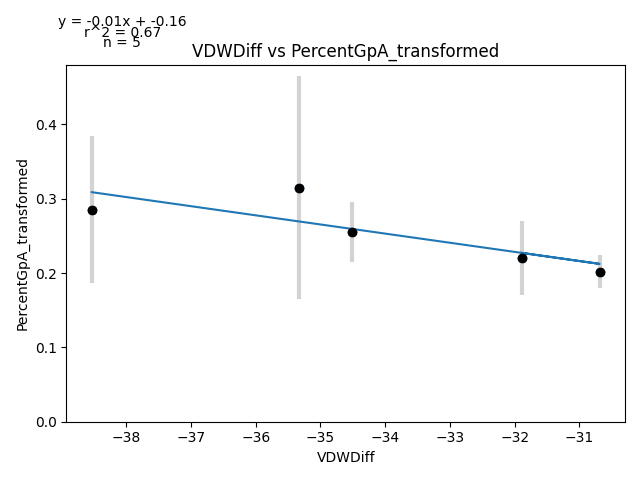 y = -0.01x + -0.16
r^2 = 0.67
n = 5
VDWDiff vs PercentGpA_transformed
PercentGpA_transformed
0.4
0.3
0.2
0.1
0.0
−38
−37
−36
−35
−34
−33
−32
−31
VDWDiff